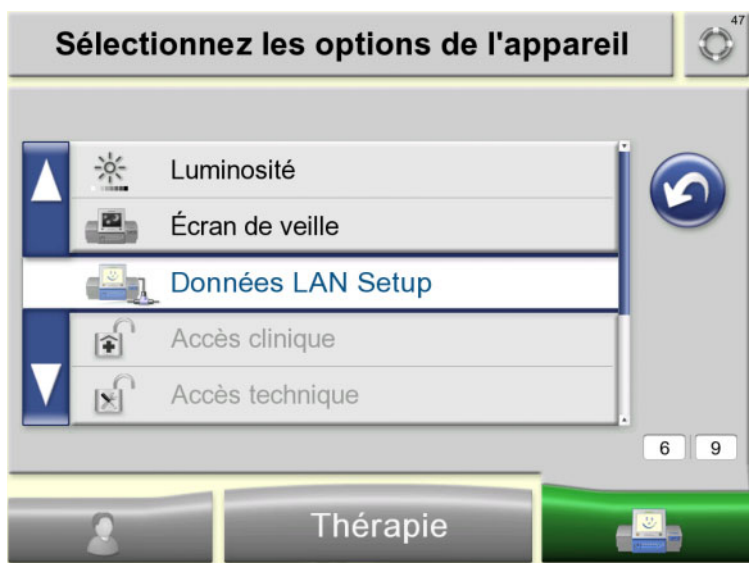 Sélectionnez les options de l'appareil
47
Luminosité
Écran de veille
Données LAN Setup
Accès clinique
Accès technique
6 9
Thérapie